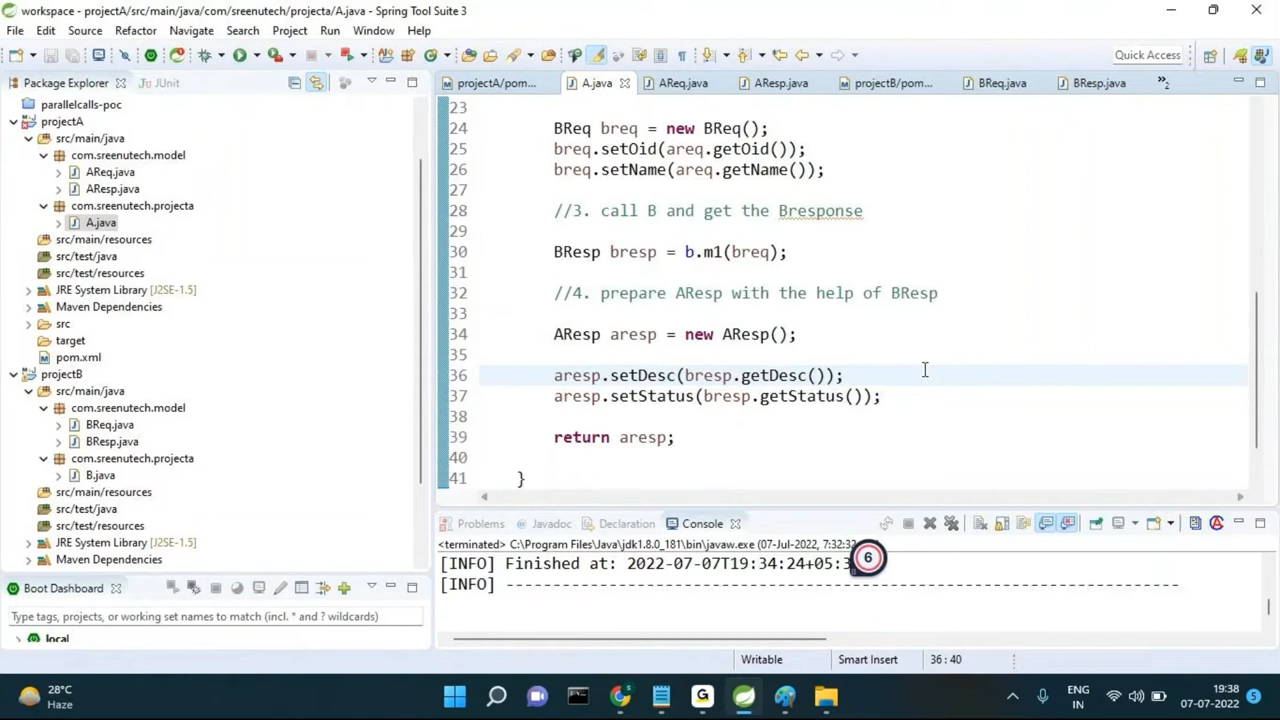 workspace - projectA/src/main/java/com/sreenutech/projecta/A.java - Spring Tool Suite 3
File Edit Source Refactor Navigate Search Project Run Window Help
Quick Access
Package Explorer JUnit
parallelcalls-poc
projectA
src/main/java
com.sreenutech.model
AReq.java
AResp.java
com.sreenutech.projecta
A.java
src/main/resources
src/test/java
src/test/resources
JRE System Library [J2SE-1.5]
Maven Dependencies
src
target
pom.xml
projectB
src/main/java
com.sreenutech.model
BReq.java
BResp.java
com.sreenutech.projecta
B.java
src/main/resources
src/test/java
src/test/resources
JRE System Library [J2SE-1.5]
Maven Dependencies
Boot Dashboard
Type tags, projects, or working set names to match (incl. * and ? wildcards)
local
projectA/pom... A.java AReq.java AResp.java projectB/pom... BReq.java BResp.java »2
23
24 BReq breq = new BReq();
25 breq.setOid(areq.getOid());
26 breq.setName(areq.getName());
27
28 //3. call B and get the Bresponse
29
30 BResp bresp = b.m1(breq);
31
32 //4. prepare AResp with the help of BResp
33
34 AResp aresp = new AResp();
35
36 aresp.setDesc(bresp.getDesc());
37 aresp.setStatus(bresp.getStatus());
38
39 return aresp;
40
41 }
Problems Javadoc Declaration Console
<terminated> C:\Program Files\Java\jdk1.8.0_181\bin\javaw.exe (07-Jul-2022, 7:32:32
[INFO] Finished at: 2022-07-07T19:34:24+05:3
6
[INFO] ------------------------------------------------------------------------
Writable Smart Insert 36 : 40
28°C
Haze
ENG
IN
19:38
07-07-2022
5